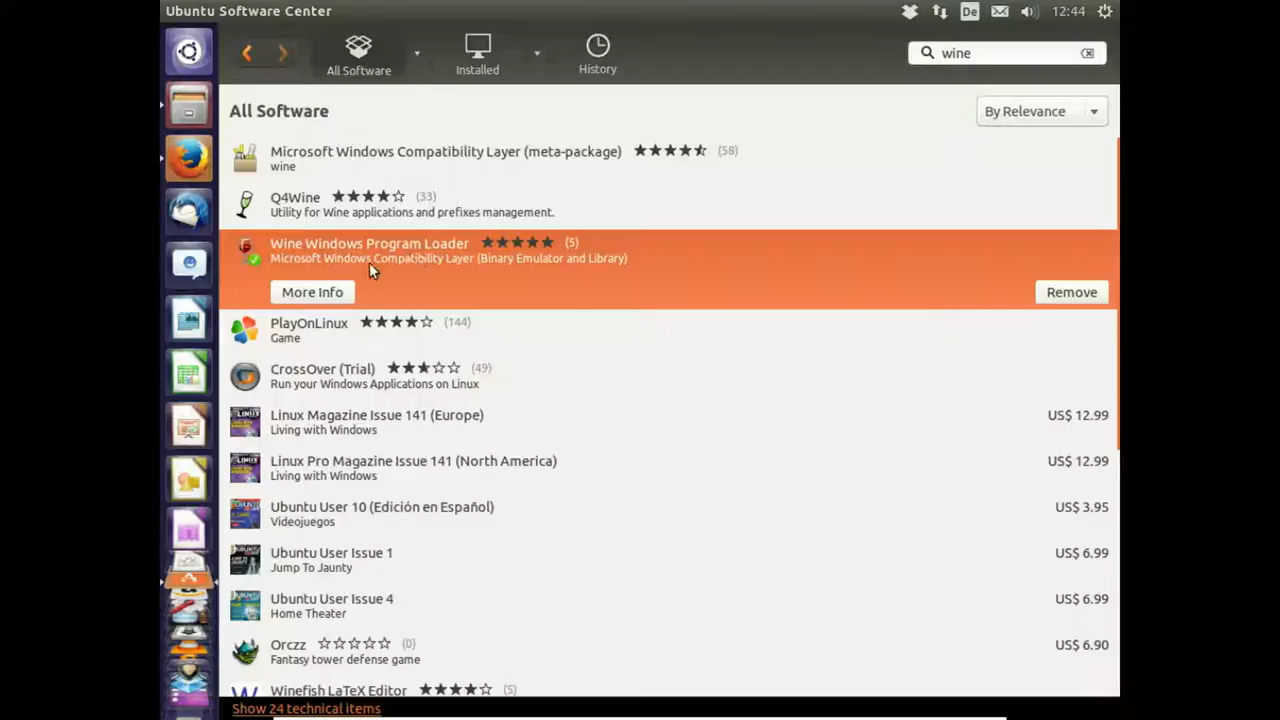 Ubuntu Software Center
De
12:44
All Software
Installed
History
wine
All Software
By Relevance
Microsoft Windows Compatibility Layer (meta-package) (58)
wine
Q4Wine (33)
Utility for Wine applications and prefixes management.
Wine Windows Program Loader (5)
Microsoft Windows Compatibility Layer (Binary Emulator and Library)
More Info
Remove
PlayOnLinux (144)
Game
CrossOver (Trial) (49)
Run your Windows Applications on Linux
Linux Magazine Issue 141 (Europe) US$ 12.99
Living with Windows
Linux Pro Magazine Issue 141 (North America) US$ 12.99
Living with Windows
Ubuntu User 10 (Edición en Español) US$ 3.95
Videojuegos
Ubuntu User Issue 1 US$ 6.99
Jump To Jaunty
Ubuntu User Issue 4 US$ 6.99
Home Theater
Orczz (0) US$ 6.90
Fantasy tower defense game
Winefish LaTeX Editor (5)
Show 24 technical items